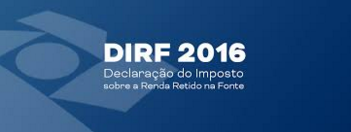 DIRF 2016
Declaração do Imposto
sobre a Renda Retido na Fonte